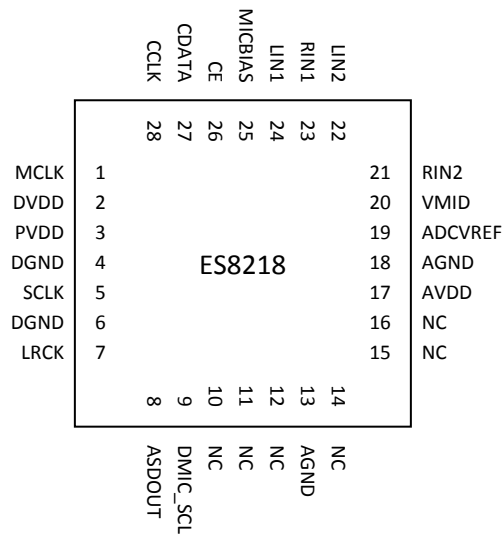 CCLK CDATA CE MICBIAS LIN1 RIN1 LIN2
28 27 26 25 24 23 22
MCLK 1 21 RIN2
DVDD 2 20 VMID
PVDD 3 19 ADCVREF
DGND 4 ES8218 18 AGND
SCLK 5 17 AVDD
DGND 6 16 NC
LRCK 7 15 NC
8 9 10 11 12 13 14
ASDOUT DMIC_SCL NC NC NC AGND NC